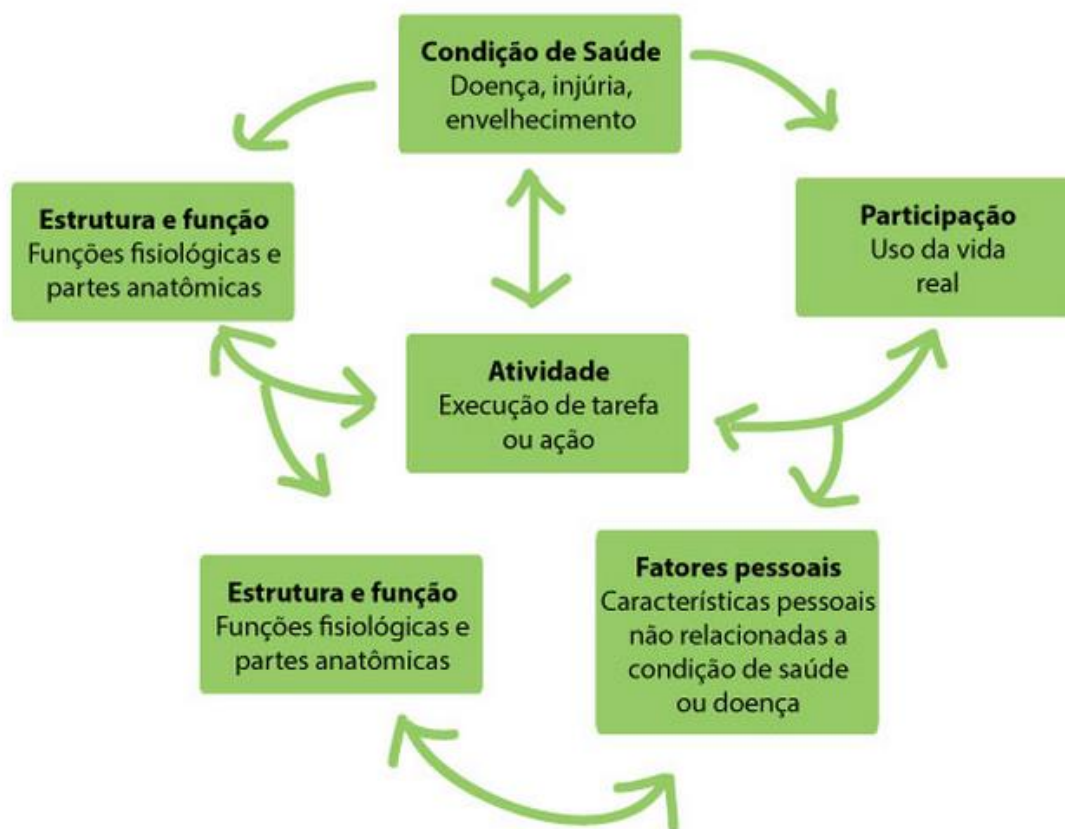 Condição de Saúde
Doença, injúria,
envelhecimento
Estrutura e função
Funções fisiológicas e
partes anatômicas
Participação
Uso da vida
real
Atividade
Execução de tarefa
ou ação
Estrutura e função
Funções fisiológicas e
partes anatômicas
Fatores pessoais
Características pessoais
não relacionadas a
condição de saúde
ou doença